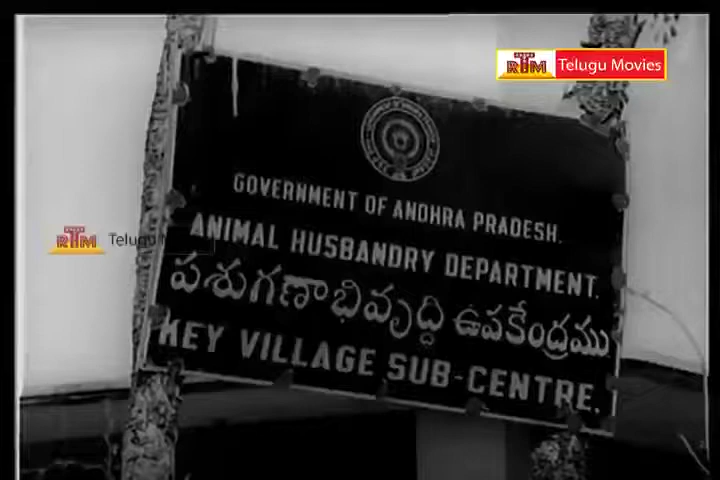 RTM Telugu Movies
GOVERNMENT OF ANDHRA PRADESH.
ANIMAL HUSBANDRY DEPARTMENT.
RTM Telugu
పశుగణాభివృద్ధి ఉపకేంద్రము
KEY VILLAGE SUB-CENTRE.